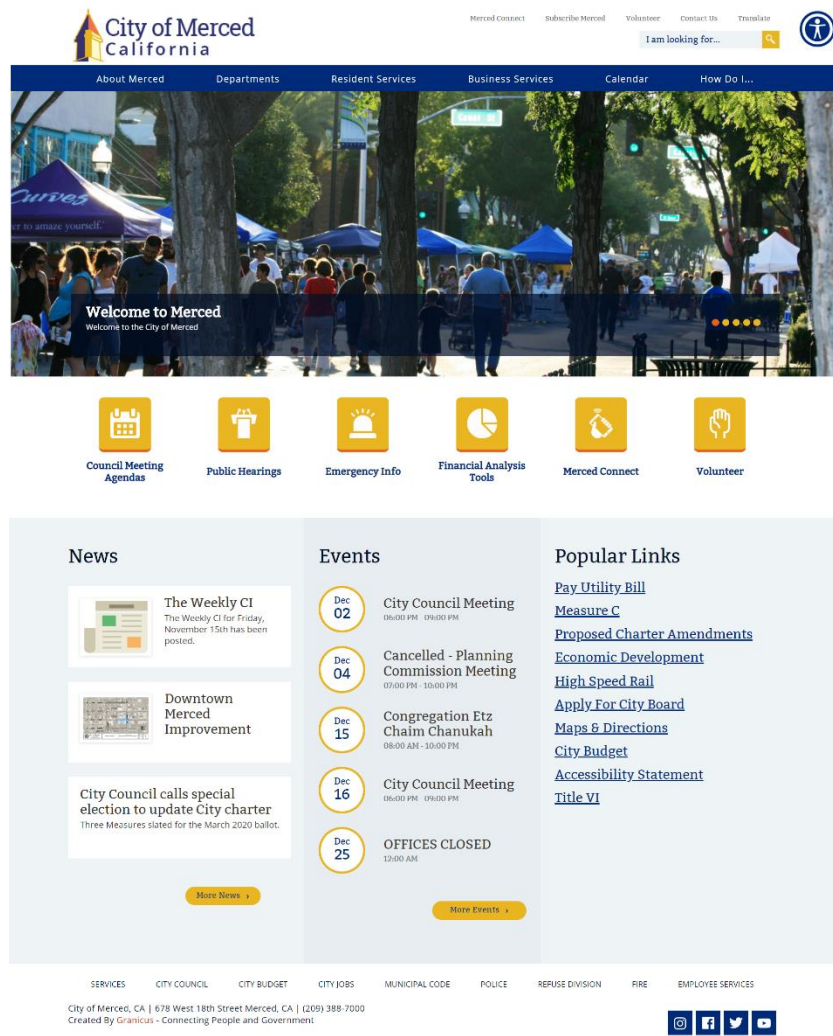 City of Merced
California
Merced Connect Subscribe Merced Volunteer Contact Us Translate
I am looking for...
About Merced Departments Resident Services Business Services Calendar How Do I...
Curves
er to amaze yourself.
Welcome to Merced
Welcome to the City of Merced
Council Meeting
Agendas
Public Hearings
Emergency Info
Financial Analysis
Tools
Merced Connect
Volunteer
News
The Weekly CI
The Weekly CI for Friday,
November 15th has been
posted.
Downtown
Merced
Improvement
City Council calls special
election to update City charter
Three Measures slated for the March 2020 ballot.
More News ›
Events
Dec
02
City Council Meeting
06:00 PM 09:00 PM
Dec
04
Cancelled - Planning
Commission Meeting
07:00 PM - 10:00 PM
Dec
15
Congregation Etz
Chaim Chanukah
08:00 AM - 10:00 PM
Dec
16
City Council Meeting
06:00 PM 09:00 PM
Dec
25
OFFICES CLOSED
12:00 AM
More Events ›
Popular Links
Pay Utility Bill
Measure C
Proposed Charter Amendments
Economic Development
High Speed Rail
Apply For City Board
Maps & Directions
City Budget
Accessibility Statement
Title VI
SERVICES CITY COUNCIL CITY BUDGET CITY JOBS MUNICIPAL CODE POLICE REFUSE DIVISION FIRE EMPLOYEE SERVICES
City of Merced, CA | 678 West 18th Street Merced, CA | (209) 388-7000
Created By Granicus - Connecting People and Government